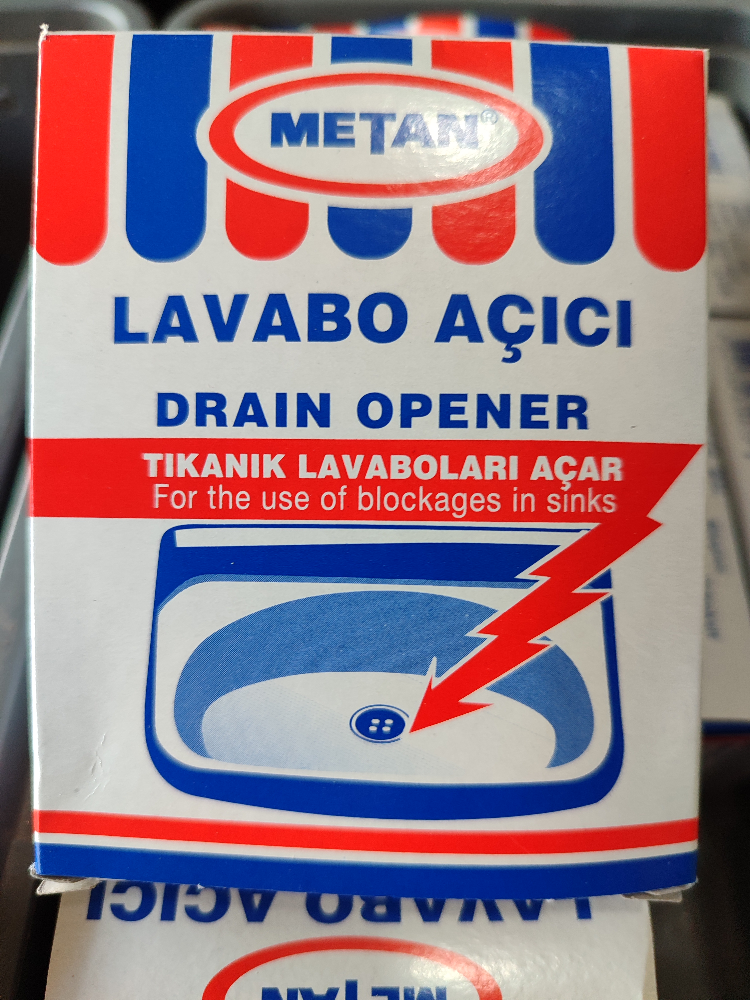 METAN®
LAVABO AÇICI
DRAIN OPENER
TIKANIK LAVABOLARI AÇAR
For the use of blockages in sinks
LAVABO AÇICI
METAN